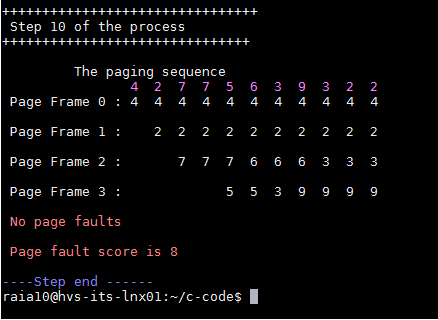 ++++++++++++++++++++++++++++++++
Step 10 of the process
+++++++++++++++++++++++++++++++
The paging sequence
4 2 7 7 5 6 3 9 3 2 2
Page Frame 0 : 4 4 4 4 4 4 4 4 4 4 4
Page Frame 1 : 2 2 2 2 2 2 2 2 2 2
Page Frame 2 : 7 7 7 6 6 6 3 3 3
Page Frame 3 : 5 5 3 9 9 9 9
No page faults
Page fault score is 8
----Step end ------
raia10@hvs-its-lnx01:~/c-code$